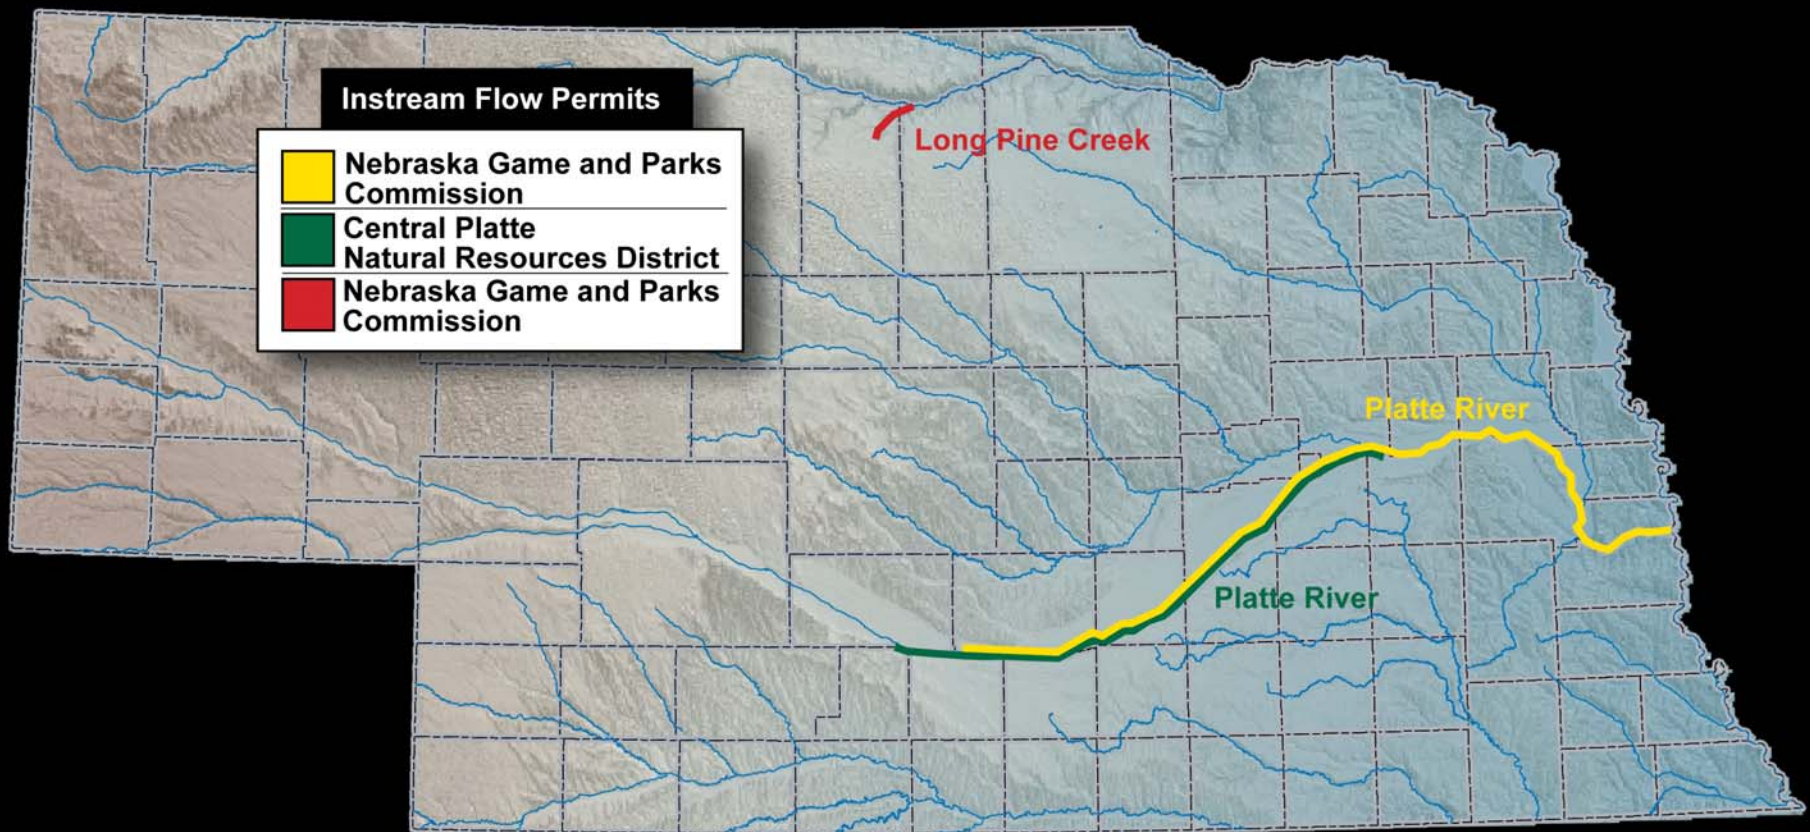 Instream Flow Permits
Nebraska Game and Parks
Commission
Central Platte
Natural Resources District
Nebraska Game and Parks
Commission
Long Pine Creek
Platte River
Platte River